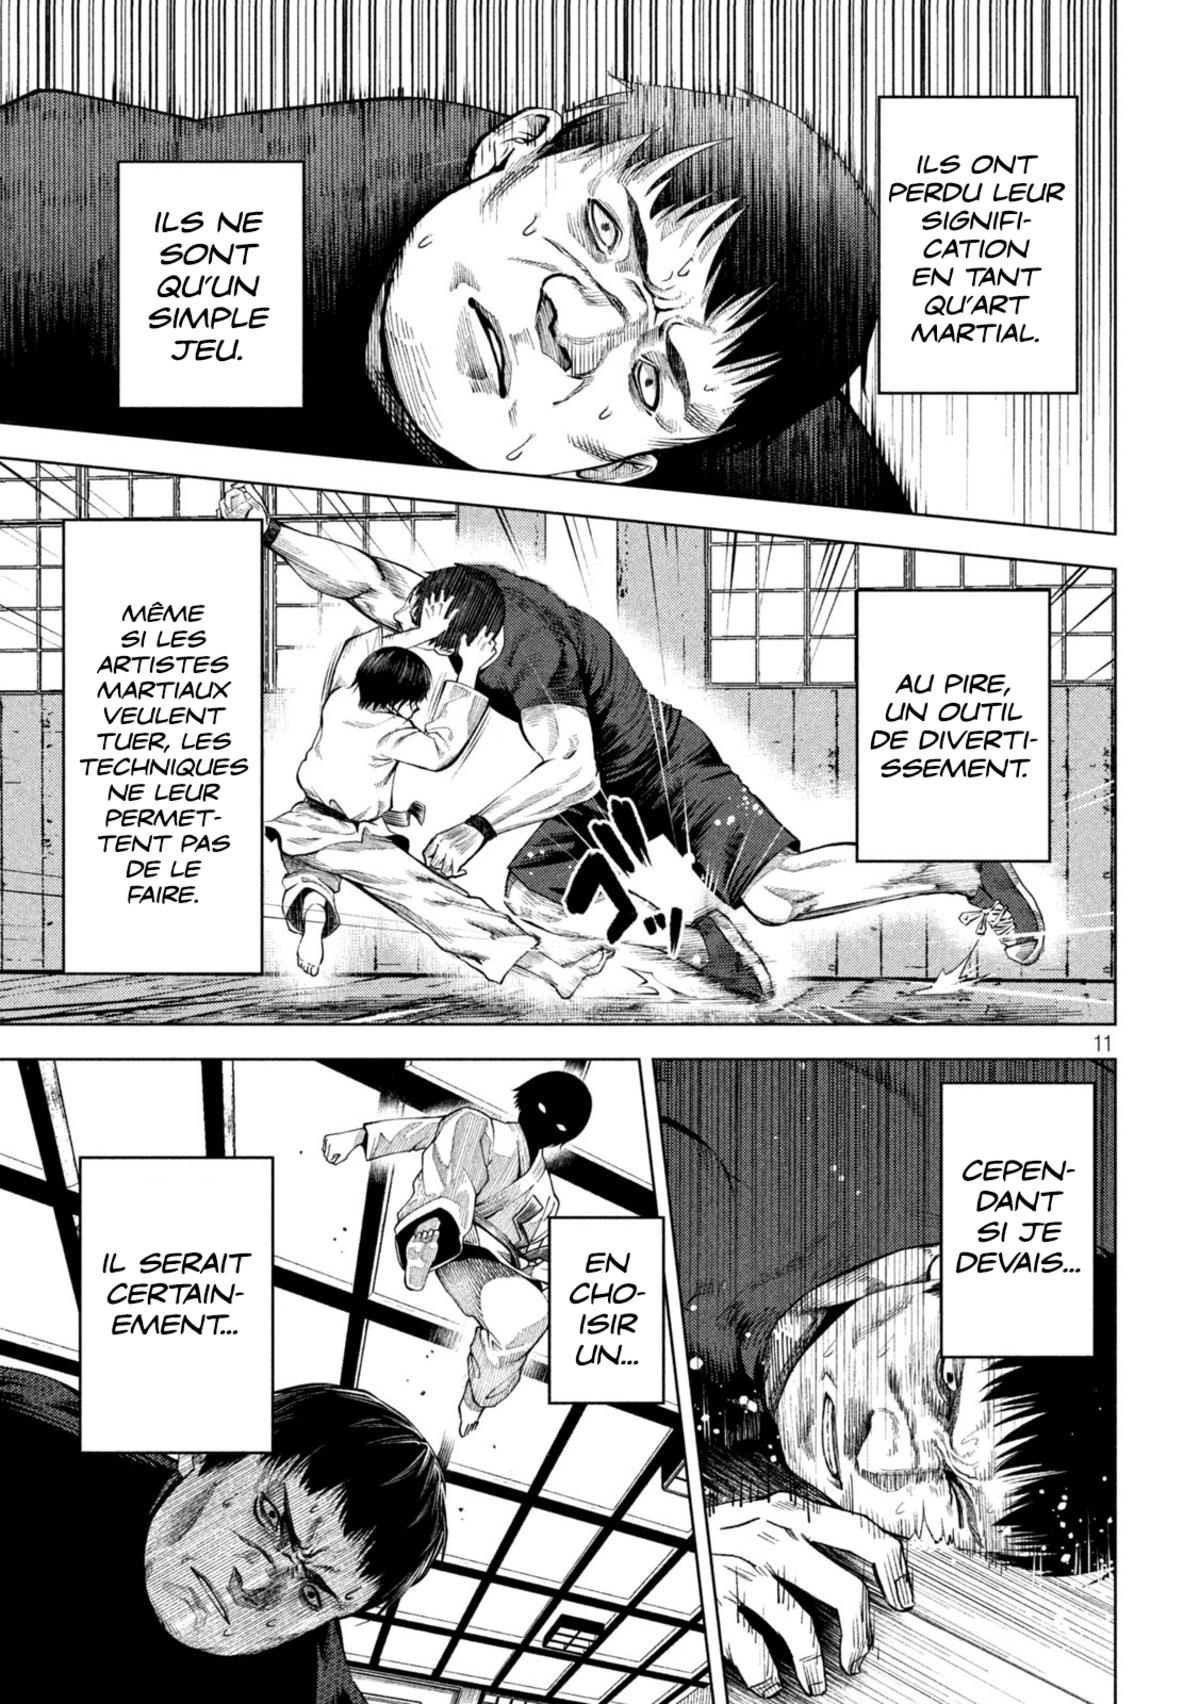 ILS ONT
PERDU LEUR
SIGNIFI-
CATION
EN TANT
QU'ART
MARTIAL.
ILS NE
SONT
QU'UN
SIMPLE
JEU.
AU PIRE,
UN OUTIL
DE DIVERTI-
SSEMENT.
MÊME
SI LES
ARTISTES
MARTIAUX
VEULENT
TUER, LES
TECHNIQUES
NE LEUR
PERMET-
TENT PAS
DE LE
FAIRE.
11
CEPEN-
DANT
SI JE
DEVAIS...
EN
CHO-
ISIR
UN...
IL SERAIT
CERTAIN-
EMENT...